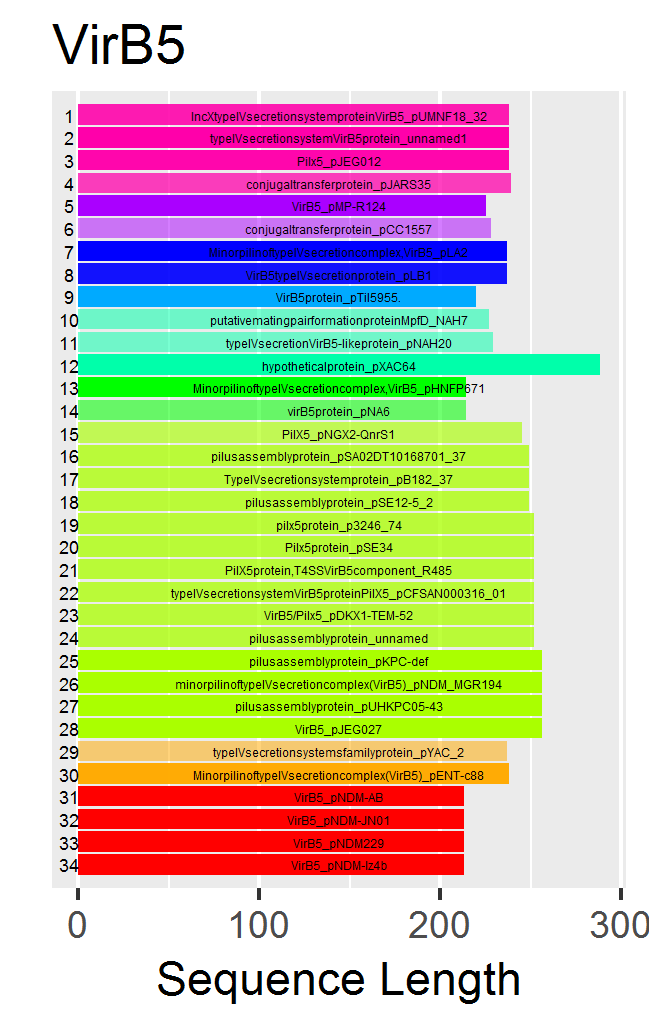 VirB5
1 IncXtypeIVsecretionsystemproteinVirB5_pUMNF18_32
2 typeIVsecretionsystemVirB5protein_unnamed1
3 Pilx5_pJEG012
4 conjugaltransferprotein_pJARS35
5 VirB5_pMP-R124
6 conjugaltransferprotein_pCC1557
7 MinorpilinoftypeIVsecretioncomplex,VirB5_pLA2
8 VirB5typeIVsecretionprotein_pLB1
9 VirB5protein_pTiI5955.
10 putativematingpairformationproteinMpfD_NAH7
11 typeIVsecretionVirB5-likeprotein_pNAH20
12 hypotheticalprotein_pXAC64
13 MinorpilinoftypeIVsecretioncomplex,VirB5_pHNFP671
14 virB5protein_pNA6
15 PilX5_pNGX2-QnrS1
16 pilusassemblyprotein_pSA02DT10168701_37
17 TypeIVsecretionsystemprotein_pB182_37
18 pilusassemblyprotein_pSE12-5_2
19 pilx5protein_p3246_74
20 Pilx5protein_pSE34
21 PilX5protein,T4SSVirB5component_R485
22 typeIVsecretionsystemVirB5proteinPilX5_pCFSAN000316_01
23 VirB5/Pilx5_pDKX1-TEM-52
24 pilusassemblyprotein_unnamed
25 pilusassemblyprotein_pKPC-def
26 minorpilinoftypeIVsecretioncomplex(VirB5)_pNDM_MGR194
27 pilusassemblyprotein_pUHKPC05-43
28 VirB5_pJEG027
29 typeIVsecretionsystemsfamilyprotein_pYAC_2
30 MinorpilinoftypeIVsecretioncomplex(VirB5)_pENT-c88
31 VirB5_pNDM-AB
32 VirB5_pNDM-JN01
33 VirB5_pNDM229
34 VirB5_pNDM-Iz4b
0 100 200 300
Sequence Length